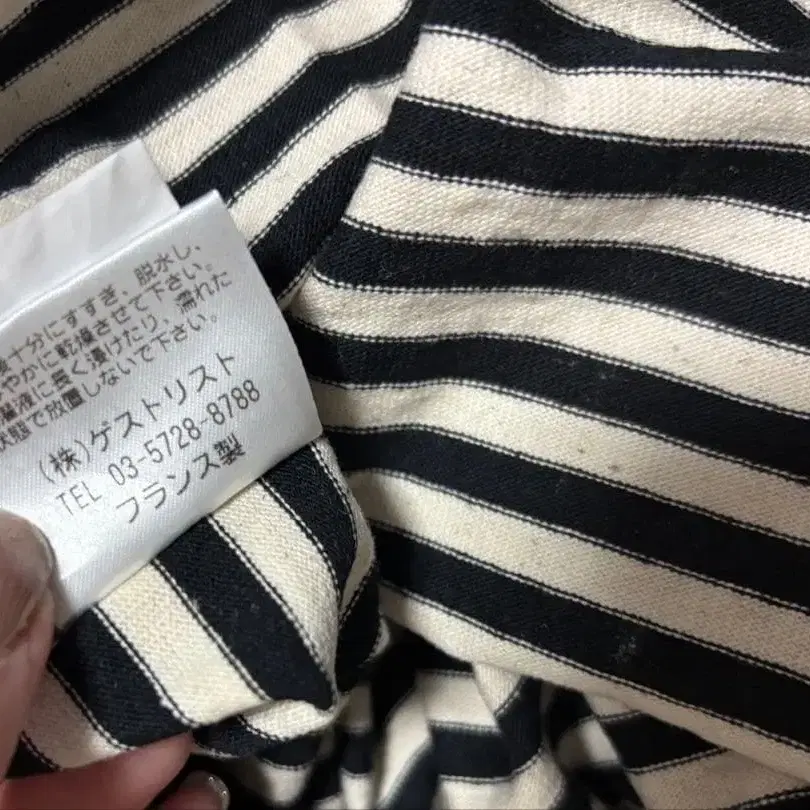 十分にすすぎ、脱水し、
やかに乾燥させて下さい。
液に長く漬けたり、濡れた
状態で放置しないで下さい。
(株)ゲストリスト
TEL 03-5728-8788
フランス製